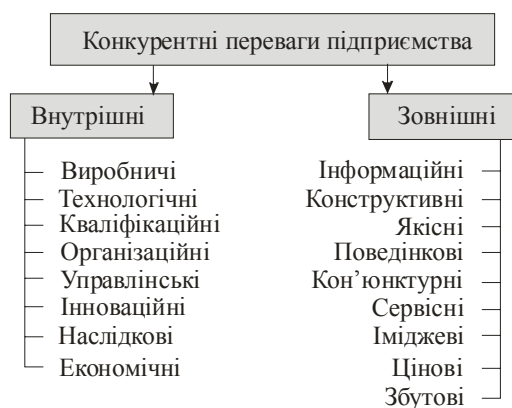 Конкурентні переваги підприємства
Внутрішні
Виробничі
Технологічні
Кваліфікаційні
Організаційні
Управлінські
Інноваційні
Наслідкові
Економічні
Зовнішні
Інформаційні
Конструктивні
Якісні
Поведінкові
Кон’юнктурні
Сервісні
Іміджеві
Цінові
Збутові